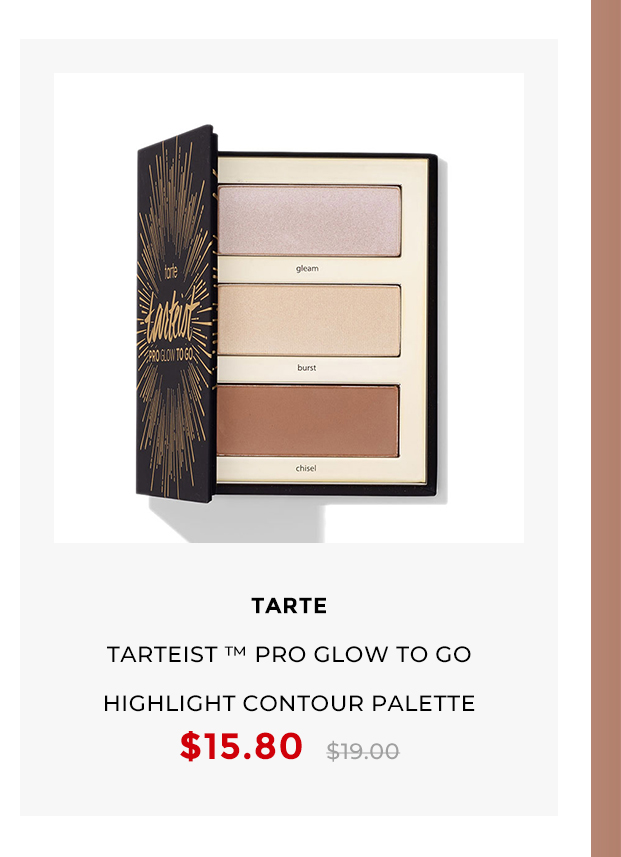 tarte
tarteist
PRO GLOW TO GO
gleam
burst
chisel
TARTE
TARTEIST ™ PRO GLOW TO GO
HIGHLIGHT CONTOUR PALETTE
$15.80 $19.00